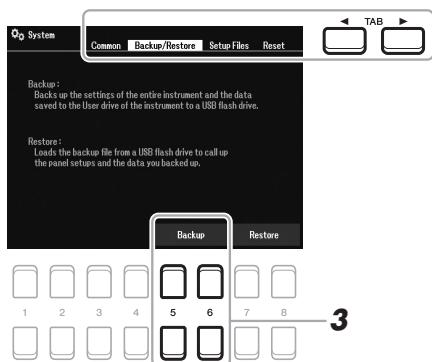 System
Common Backup/Restore Setup Files Reset
◀ TAB ▶
Backup :
Backs up the settings of the entire instrument and the data
saved to the User drive of the instrument to a USB flash drive.
Restore :
Loads the backup file from a USB flash drive to call up
the panel setups and the data you backed up.
Backup Restore
1 2 3 4 5 6 7 8
3